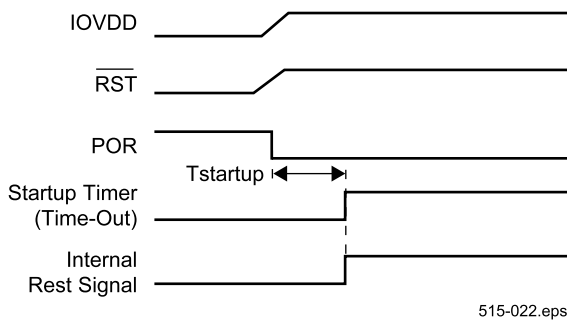 IOVDD
RST
POR
Tstartup
Startup Timer
(Time-Out)
Internal
Rest Signal
515-022.eps